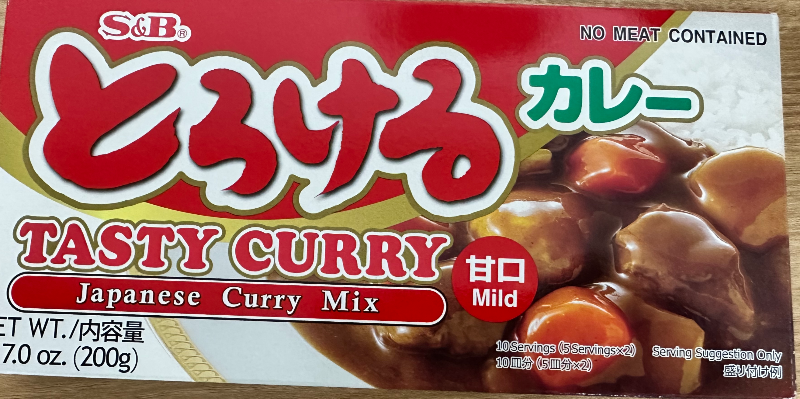 S&B®
NO MEAT CONTAINED
とろける
カレー
TASTY CURRY
Japanese Curry Mix
甘口
Mild
ET WT./内容量
7.0 oz. (200g)
10 Servings (5 Servings×2)
10皿分 (5皿分×2)
Serving Suggestion Only
盛り付け例